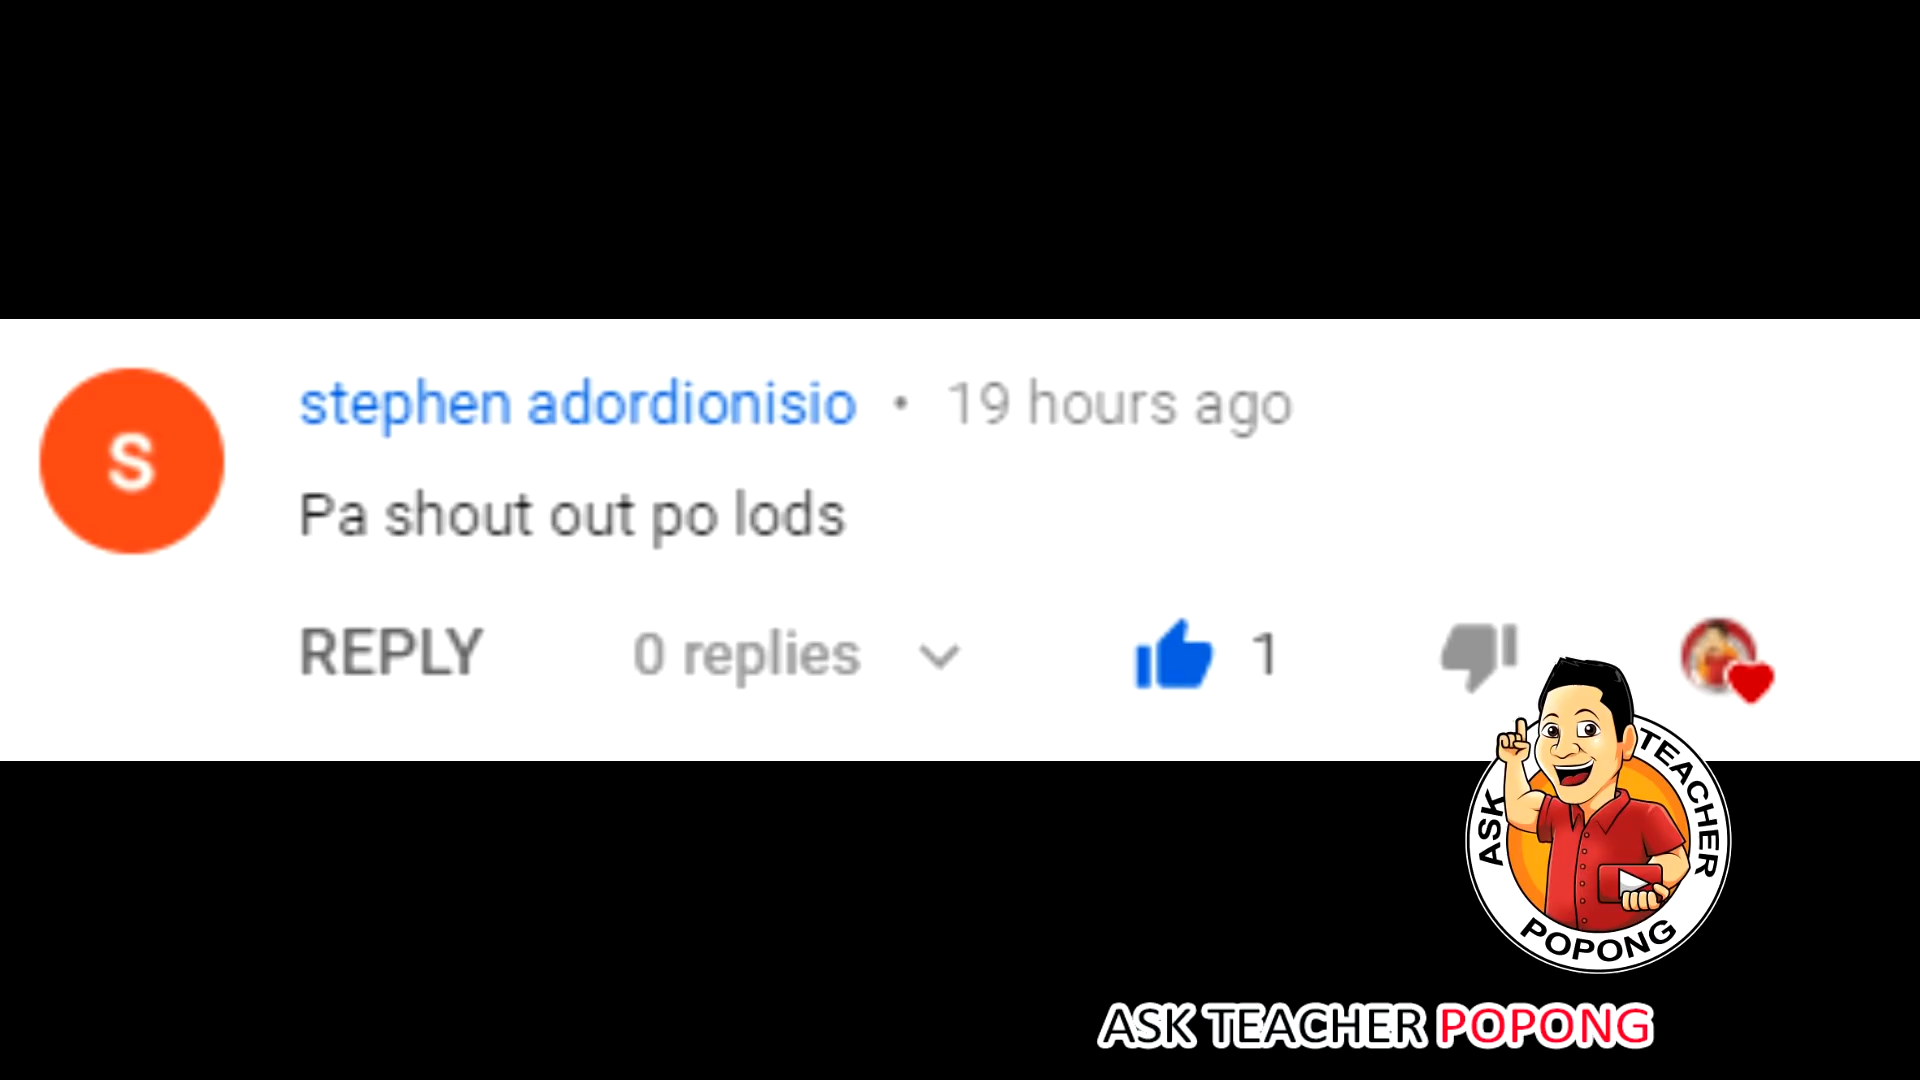 S
stephen adordionisio • 19 hours ago
Pa shout out po lods
REPLY 0 replies 1
ASK TEACHER POPONG
ASK TEACHER POPONG